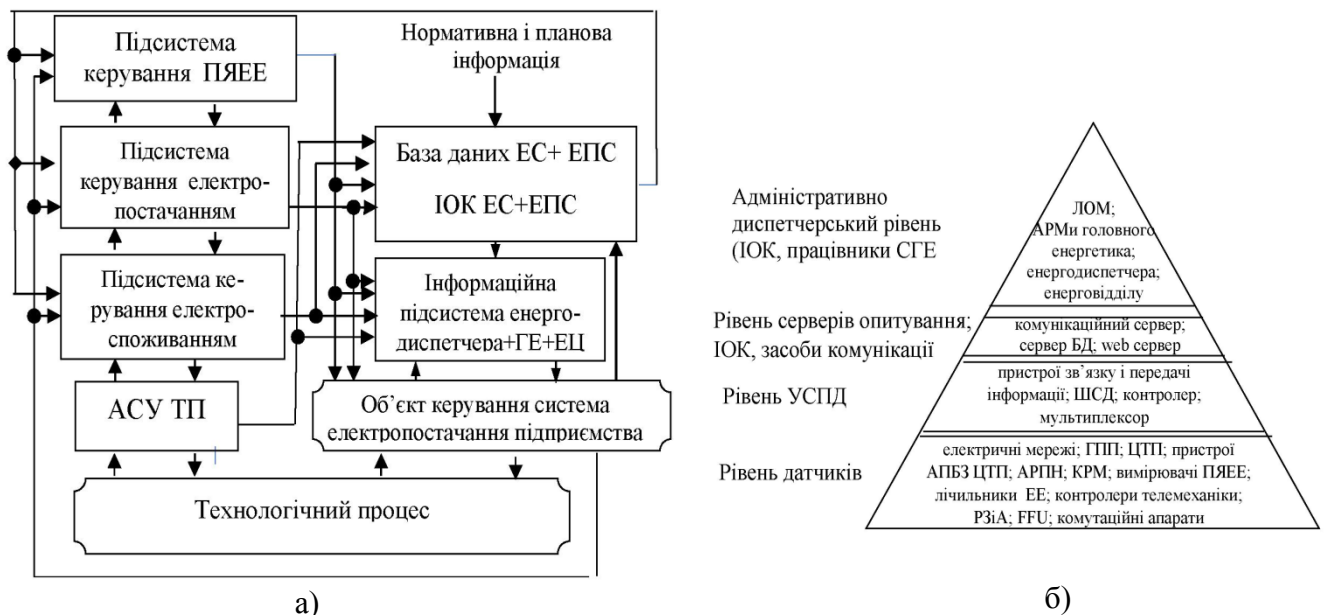 Підсистема
керування ПЯЕЕ
Підсистема
керування електро-
постачанням
Підсистема ке-
рування електро-
споживанням
АСУ ТП
Технологічний процес
Нормативна і планова
інформація
База даних ЕС+ ЕПС
ІОК ЕС+ЕПС
Інформаційна
підсистема енерго-
диспетчера+ГЕ+ЕЦ
Об’єкт керування система
електропостачання підприємства
а)
Адміністративно
диспетчерський рівень
(ІОК, працівники СГЕ
Рівень серверів опитування;
ІОК, засоби комунікації
Рівень УСПД
Рівень датчиків
ЛОМ;
АРМи головного
енергетика;
енергодиспетчера;
енерговідділу
комунікаційний сервер;
сервер БД; web сервер
пристрої зв’язку і передачі
інформації; ШСД; контролер;
мультиплексор
електричні мережі; ГПП; ЦТП; пристрої
АПБЗ ЦТП; АРПН; КРМ; вимірювачі ПЯЕЕ;
лічильники ЕЕ; контролери телемеханіки;
РЗіА; FFU; комутаційні апарати
б)